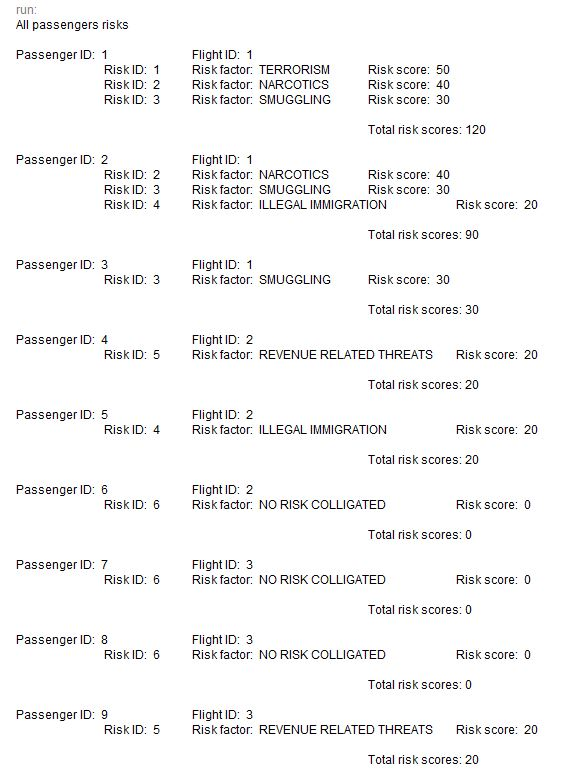 run:
All passengers risks
Passenger ID: 1 Flight ID: 1
Risk ID: 1 Risk factor: TERRORISM Risk score: 50
Risk ID: 2 Risk factor: NARCOTICS Risk score: 40
Risk ID: 3 Risk factor: SMUGGLING Risk score: 30
Total risk scores: 120
Passenger ID: 2 Flight ID: 1
Risk ID: 2 Risk factor: NARCOTICS Risk score: 40
Risk ID: 3 Risk factor: SMUGGLING Risk score: 30
Risk ID: 4 Risk factor: ILLEGAL IMMIGRATION Risk score: 20
Total risk scores: 90
Passenger ID: 3 Flight ID: 1
Risk ID: 3 Risk factor: SMUGGLING Risk score: 30
Total risk scores: 30
Passenger ID: 4 Flight ID: 2
Risk ID: 5 Risk factor: REVENUE RELATED THREATS Risk score: 20
Total risk scores: 20
Passenger ID: 5 Flight ID: 2
Risk ID: 4 Risk factor: ILLEGAL IMMIGRATION Risk score: 20
Total risk scores: 20
Passenger ID: 6 Flight ID: 2
Risk ID: 6 Risk factor: NO RISK COLLIGATED Risk score: 0
Total risk scores: 0
Passenger ID: 7 Flight ID: 3
Risk ID: 6 Risk factor: NO RISK COLLIGATED Risk score: 0
Total risk scores: 0
Passenger ID: 8 Flight ID: 3
Risk ID: 6 Risk factor: NO RISK COLLIGATED Risk score: 0
Total risk scores: 0
Passenger ID: 9 Flight ID: 3
Risk ID: 5 Risk factor: REVENUE RELATED THREATS Risk score: 20
Total risk scores: 20